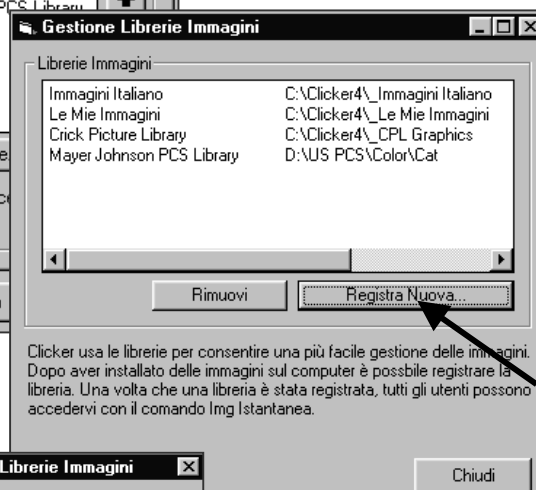 PCS Library
Gestione Librerie Immagini
Librerie Immagini
Immagini Italiano C:\Clicker4\_Immagini Italiano
Le Mie Immagini C:\Clicker4\_Le Mie Immagini
Crick Picture Library C:\Clicker4\_CPL Graphics
Mayer Johnson PCS Library D:\US PCS\Color\Cat
Rimuovi Registra Nuova...
Clicker usa le librerie per consentire una più facile gestione delle immagini.
Dopo aver installato delle immagini sul computer è possbile registrare la
libreria. Una volta che una libreria è stata registrata, tutti gli utenti possono
accedervi con il comando Img Istantanea.
Librerie Immagini
Chiudi